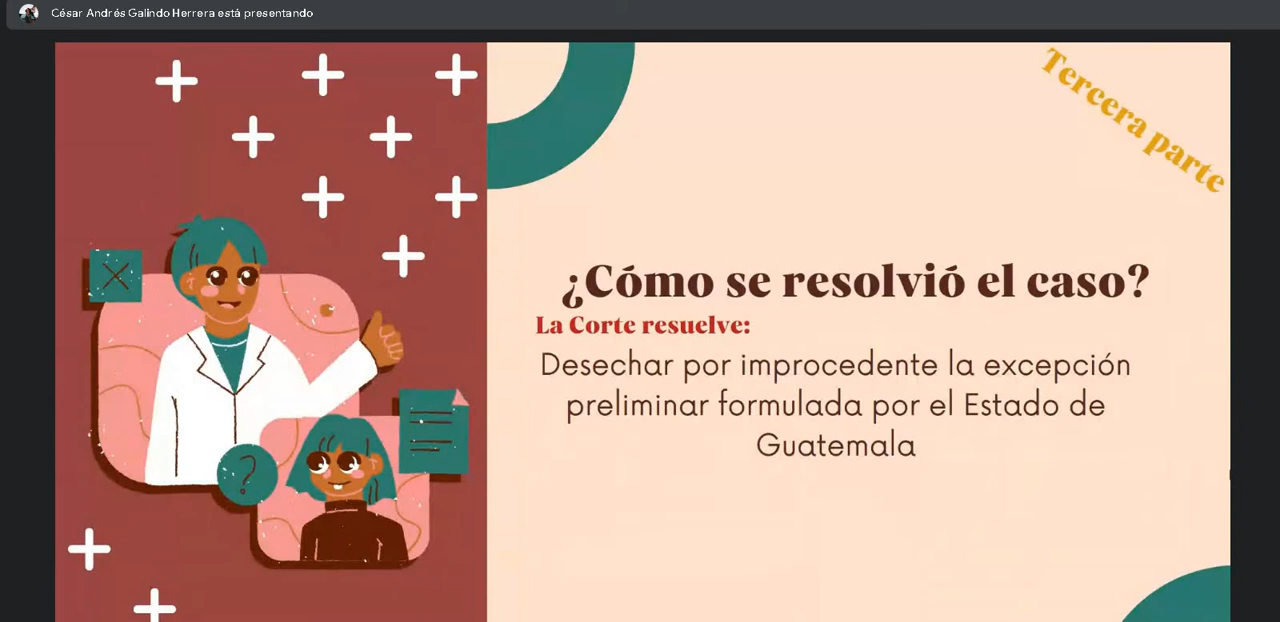 César Andrés Galindo Herrera está presentando
Tercera parte
¿Cómo se resolvió el caso?
La Corte resuelve:
Desechar por improcedente la excepción
preliminar formulada por el Estado de
Guatemala
?